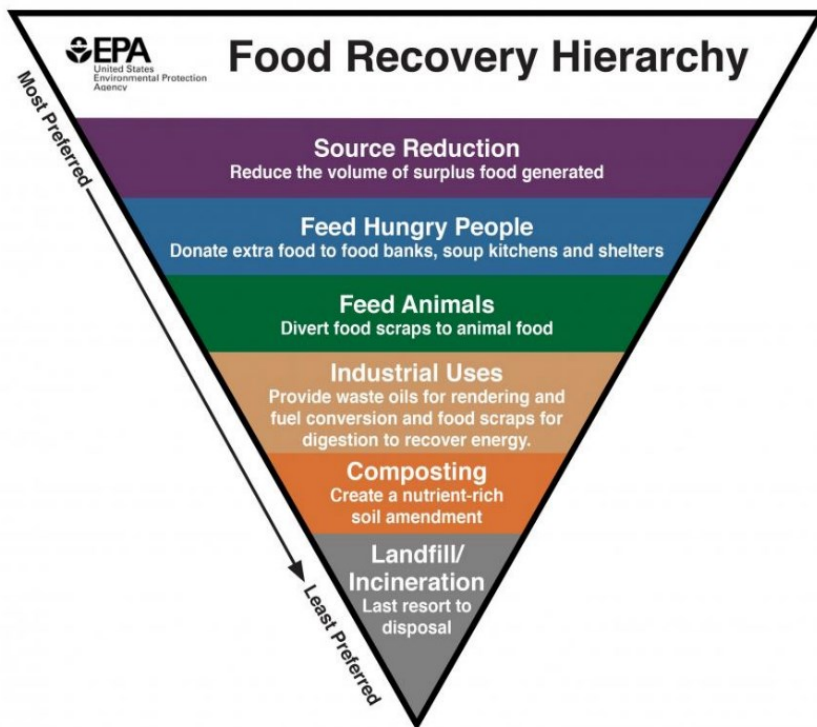 EPA
United States
Environmental Protection
Agency
Food Recovery Hierarchy
Most Preferred
Source Reduction
Reduce the volume of surplus food generated
Feed Hungry People
Donate extra food to food banks, soup kitchens and shelters
Feed Animals
Divert food scraps to animal food
Industrial Uses
Provide waste oils for rendering and
fuel conversion and food scraps for
digestion to recover energy.
Composting
Create a nutrient-rich
soil amendment
Landfill/
Incineration
Last resort to
disposal
Least Preferred